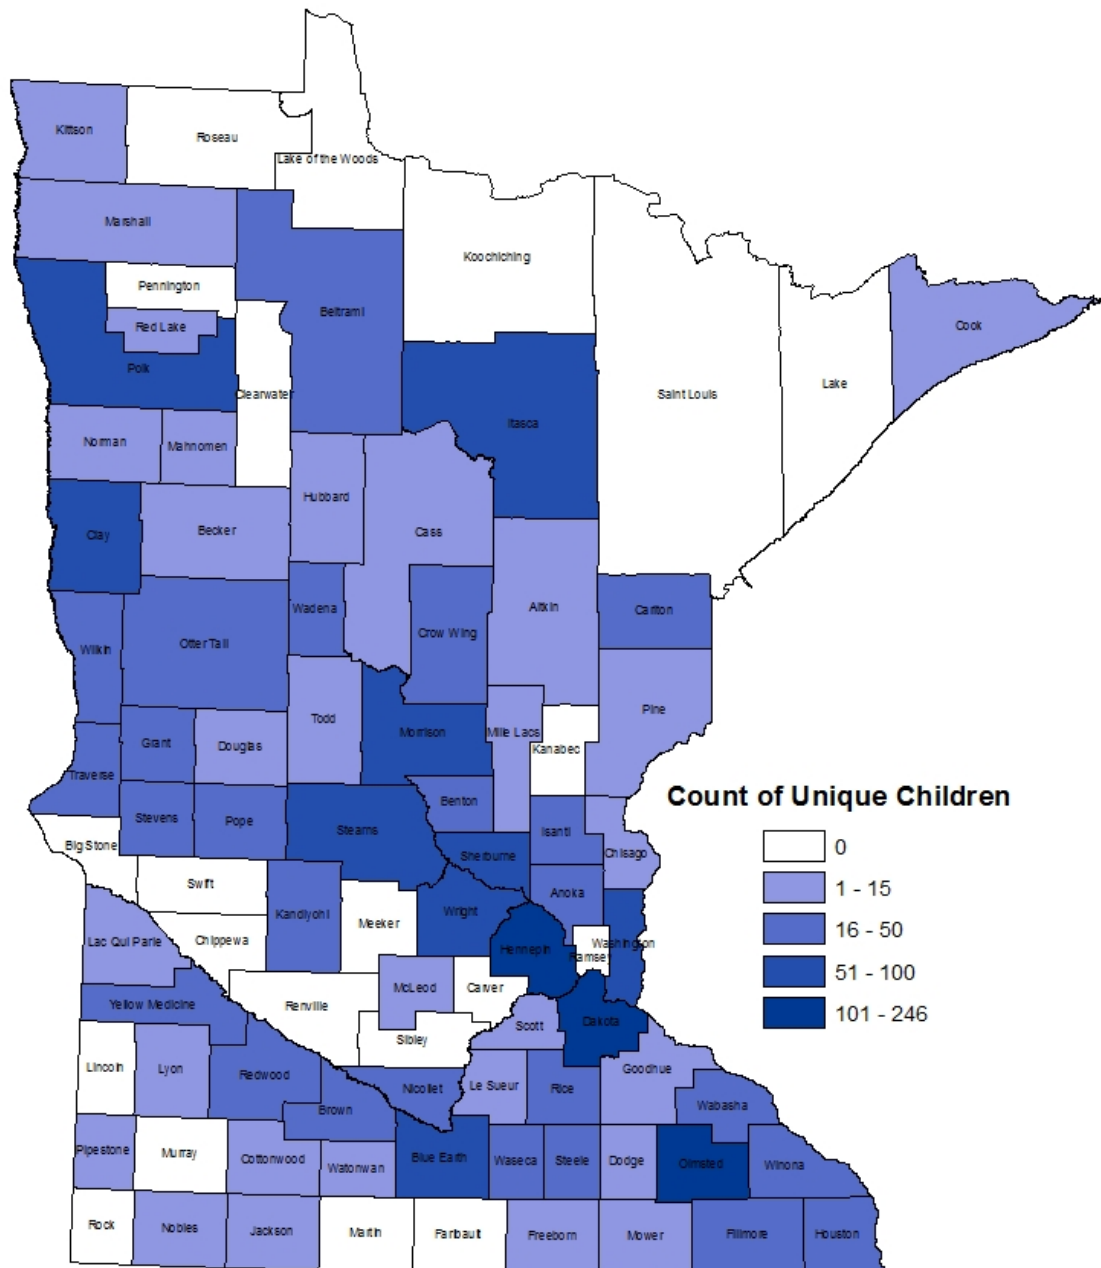 Kittson
Roseau
Lake of the Woods
Marshall
Koochiching
Pennington
Beltrami
Red Lake
Cook
Polk
Lake
Clearwater
Saint Louis
Itasca
Norman
Mahnomen
Hubbard
Becker
Cass
Clay
Aitkin
Wadena
Carlton
Crow Wing
Otter Tail
Wilkin
Pine
Todd
Morrison
Mille Lacs
Grant
Douglas
Kanabec
Traverse
Count of Unique Children
Benton
Stevens
Pope
Stearns
Isanti
Big Stone
0
Sherburne
Chisago
Swift
1 - 15
Anoka
Kandiyohi
Wright
Meeker
16 - 50
Lac Qui Parle
Chippewa
Hennepin
Washington
Ramsey
51 - 100
McLeod
Carver
Yellow Medicine
Renville
101 - 246
Dakota
Scott
Sibley
Lincoln
Lyon
Goodhue
Redwood
Nicollet
Le Sueur
Rice
Wabasha
Brown
Pipestone
Murray
Cottonwood
Blue Earth
Waseca
Steele
Dodge
Olmsted
Winona
Watonwan
Rock
Nobles
Jackson
Martin
Faribault
Freeborn
Mower
Fillmore
Houston